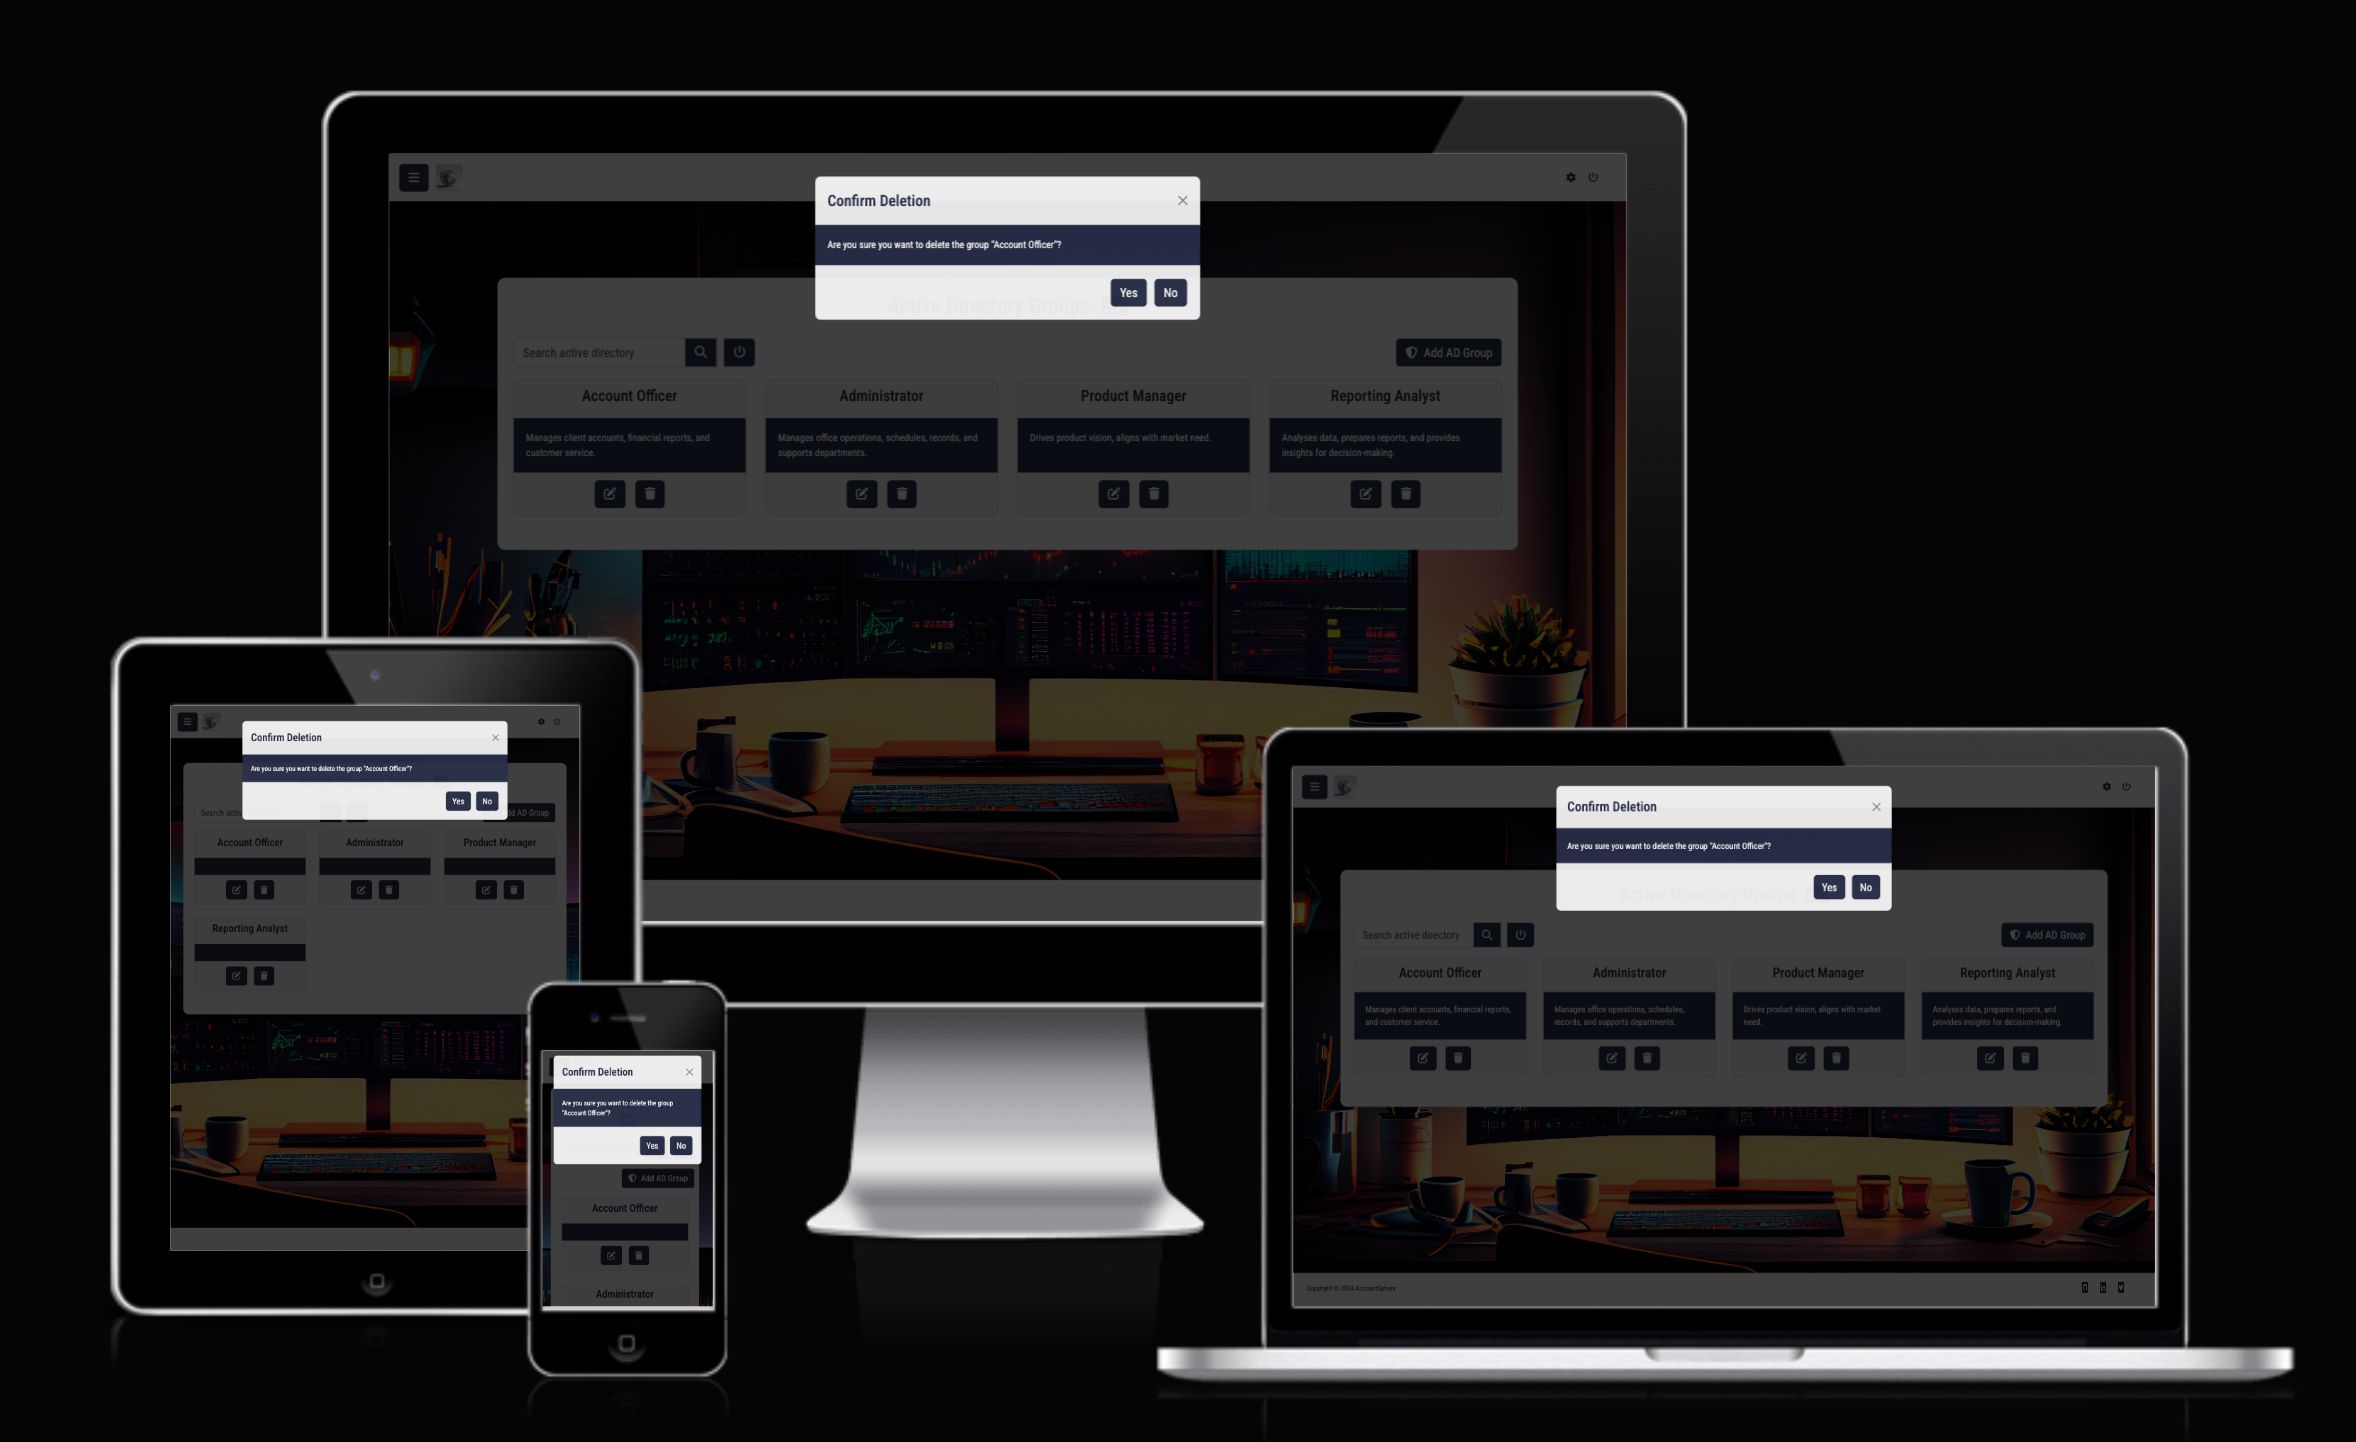 Confirm Deletion
Are you sure you want to delete the group "Account Officer"?
Yes No
Active Directory Groups
Search active directory
Add AD Group
Account Officer
Manages client accounts, financial reports, and
customer service.
Administrator
Manages office operations, schedules, records, and
supports departments.
Product Manager
Drives product vision, aligns with market need.
Reporting Analyst
Analyses data, prepares reports, and provides
insights for decision-making.
Confirm Deletion
Are you sure you want to delete the group "Account Officer"?
Yes No
Search
AD Group
Account Officer
Administrator
Product Manager
Reporting Analyst
Confirm Deletion
Are you sure you want to delete the group
"Account Officer"?
Yes No
Add AD Group
Account Officer
Administrator
Confirm Deletion
Are you sure you want to delete the group "Account Officer"?
Yes No
Active Directory Groups
Search active directory
Add AD Group
Account Officer
Manages client accounts, financial reports,
and customer service.
Administrator
Manages office operations, schedules,
records, and supports departments.
Product Manager
Drives product vision, aligns with market
need.
Reporting Analyst
Analyses data, prepares reports, and
provides insights for decision-making.
Copyright © 2024 AccountSphere